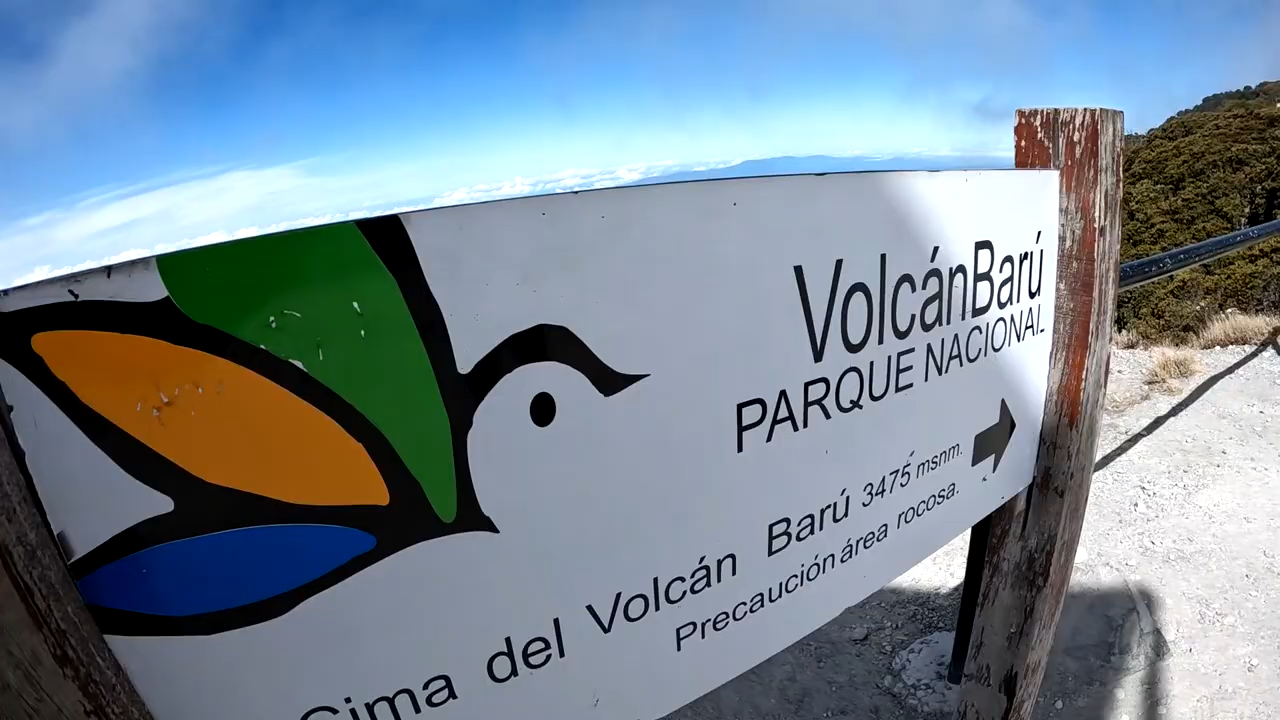 VolcánBarú
PARQUE NACIONAL
Cima del Volcán Barú 3475 msnm.
Precaución área rocosa.